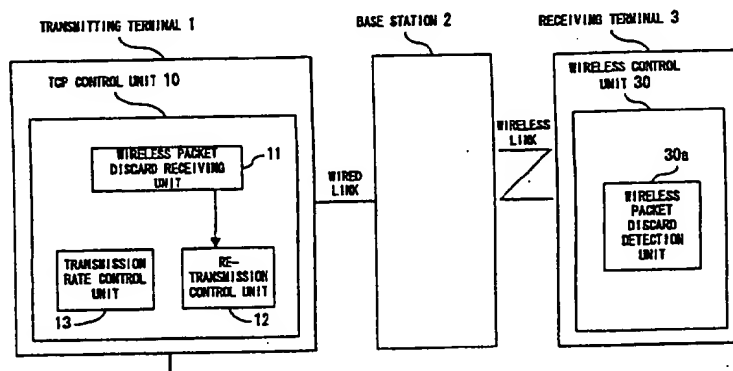 TRANSMITTING TERMINAL 1
BASE STATION 2
RECEIVING TERMINAL 3
TCP CONTROL UNIT 10
WIRELESS CONTROL
UNIT 30
WIRELESS PACKET
DISCARD RECEIVING
UNIT
11
WIRED
LINK
WIRELESS
LINK
30a
WIRELESS
PACKET
DISCARD
DETECTION
UNIT
TRANSMISSION
RATE CONTROL
UNIT
13
RE-
TRANSMISSION
CONTROL UNIT
12